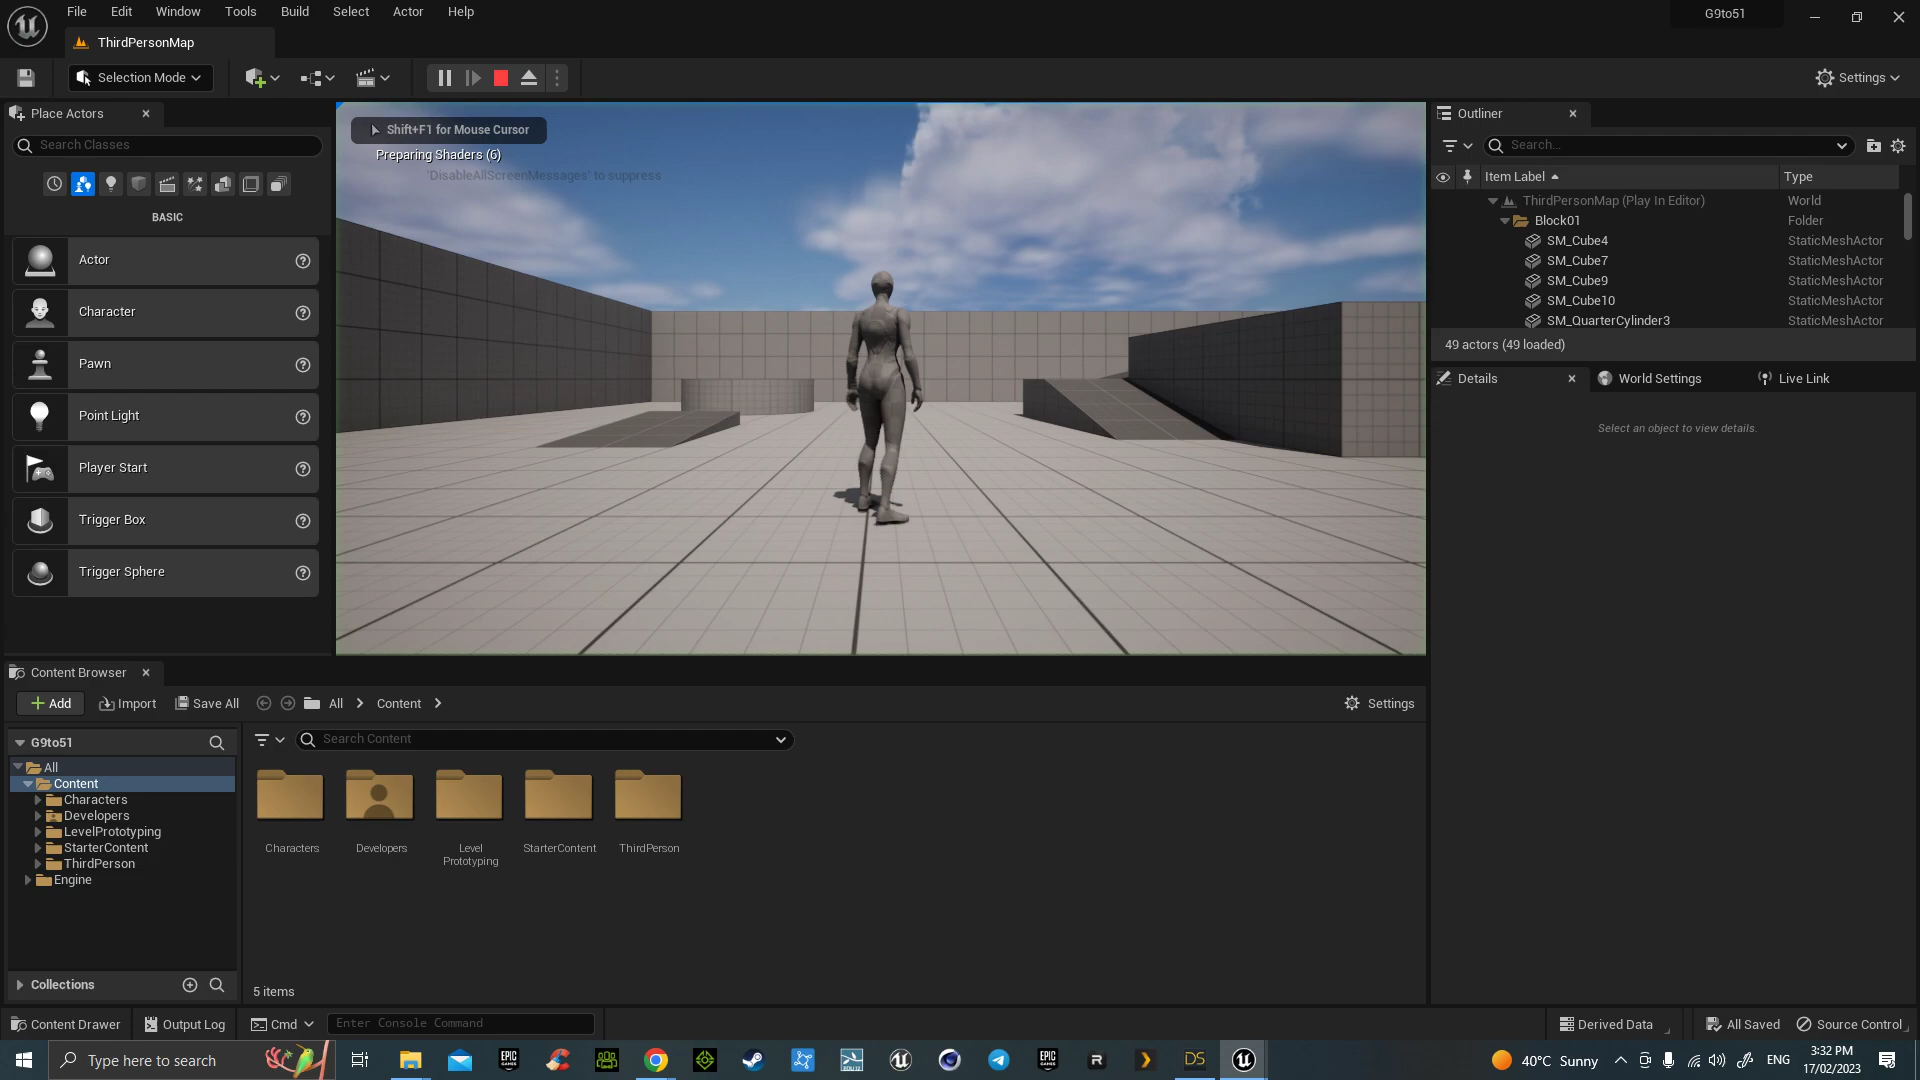 File Edit Window Tools Build Select Actor Help
G9to51
ThirdPersonMap
Selection Mode
Settings
Place Actors
Search Classes
BASIC
Actor
Character
Pawn
Point Light
Player Start
Trigger Box
Trigger Sphere
Shift+F1 for Mouse Cursor
Preparing Shaders (6)
'DisableAllScreenMessages' to suppress
Outliner
Search...
Item Label Type
ThirdPersonMap (Play In Editor) World
Block01 Folder
SM_Cube4 StaticMeshActor
SM_Cube7 StaticMeshActor
SM_Cube9 StaticMeshActor
SM_Cube10 StaticMeshActor
SM_QuarterCylinder3 StaticMeshActor
49 actors (49 loaded)
Details World Settings Live Link
Select an object to view details.
Content Browser
Add Import Save All All Content Settings
G9to51
Search Content
All
Content
Characters
Developers
LevelPrototyping
StarterContent
ThirdPerson
Engine
Characters
Developers
Level
Prototyping
StarterContent
ThirdPerson
Collections
5 items
Content Drawer Output Log Cmd Enter Console Command Derived Data All Saved Source Control
Type here to search
EPIC
GAMES
EPIC
GAMES
R
DS
40°C Sunny
ENG
3:32 PM
17/02/2023